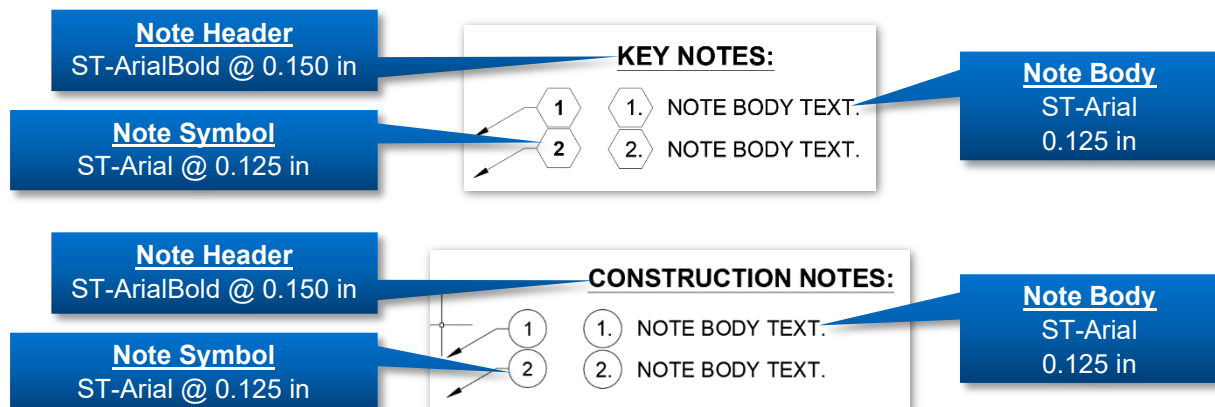 Note Header
ST-ArialBold @ 0.150 in
KEY NOTES:
Note Body
ST-Arial
0.125 in
1 1. NOTE BODY TEXT.
Note Symbol
ST-Arial @ 0.125 in
2 2. NOTE BODY TEXT.
Note Header
ST-ArialBold @ 0.150 in
CONSTRUCTION NOTES:
Note Body
ST-Arial
0.125 in
1 1. NOTE BODY TEXT.
Note Symbol
ST-Arial @ 0.125 in
2 2. NOTE BODY TEXT.